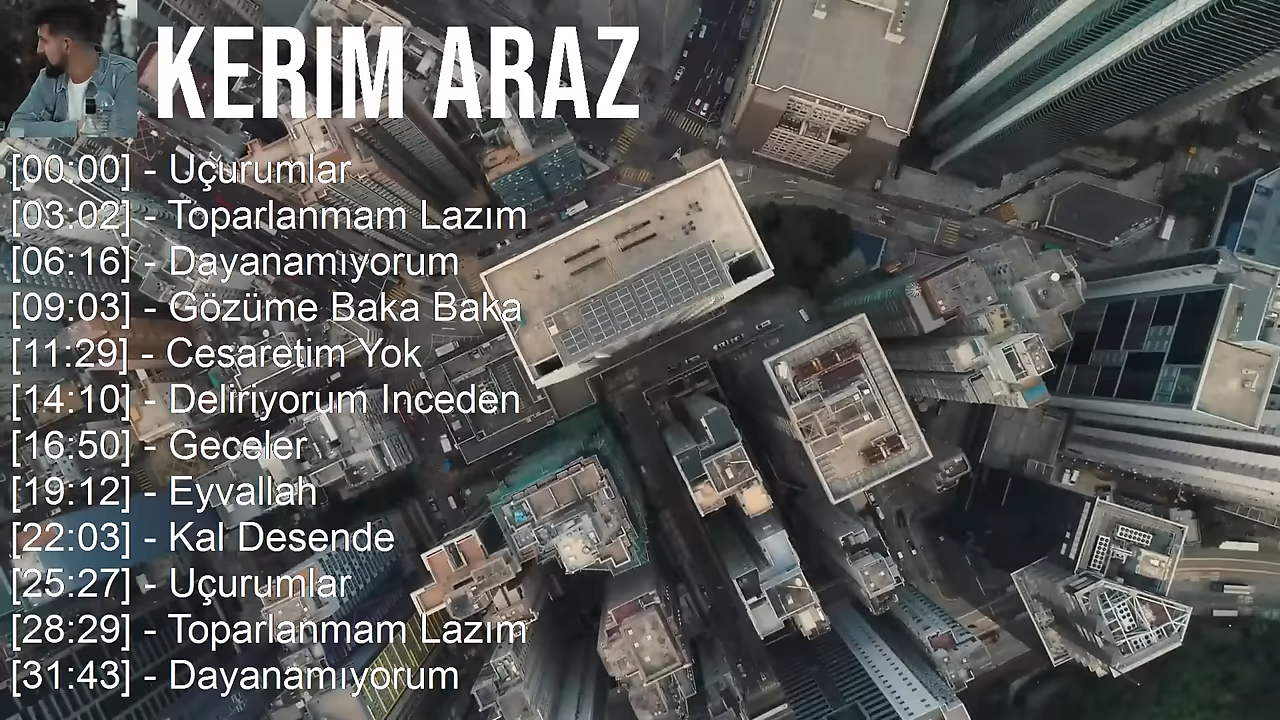 KERIM ARAZ
[00:00] - Uçurumlar
[03:02] - Toparlanmam Lazım
[06:16] - Dayanamıyorum
[09:03] - Gözüme Baka Baka
[11:29] - Cesaretim Yok
[14:10] - Deliriyorum Inceden
[16:50] - Geceler
[19:12] - Eyvallah
[22:03] - Kal Desende
[25:27] - Uçurumlar
[28:29] - Toparlanmam Lazım
[31:43] - Dayanamıyorum